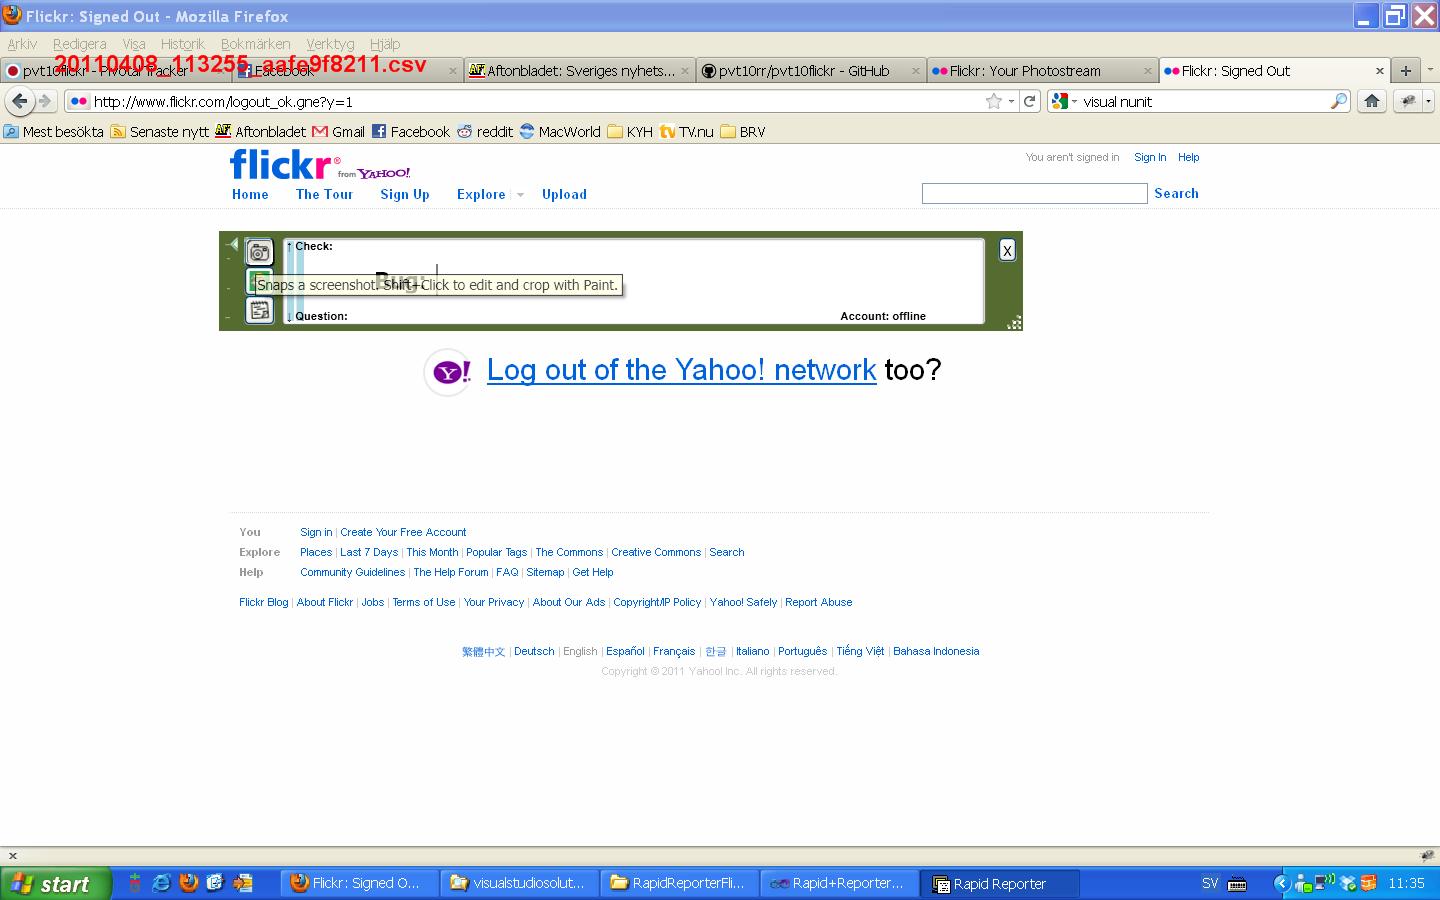 Flickr: Signed Out - Mozilla Firefox
Arkiv Redigera Visa Historik Bokmärken Verktyg Hjälp
20110408_113255_aafe9f8211.csv
pvt10flickr - Pivotal Tracker Facebook Aftonbladet: Sveriges nyhets... pvt10rr/pvt10flickr - GitHub Flickr: Your Photostream Flickr: Signed Out
http://www.flickr.com/logout_ok.gne?y=1 visual nunit
Mest besökta Senaste nytt Aftonbladet Gmail Facebook reddit MacWorld KYH TV.nu BRV
flickr from YAHOO!
You aren't signed in Sign In Help
Home The Tour Sign Up Explore Upload Search
↑ Check: X
Bug:
Snaps a screenshot. Shift+Click to edit and crop with Paint.
↓ Question: Account: offline
Y! Log out of the Yahoo! network too?
You Sign in | Create Your Free Account
Explore Places | Last 7 Days | This Month | Popular Tags | The Commons | Creative Commons | Search
Help Community Guidelines | The Help Forum | FAQ | Sitemap | Get Help
Flickr Blog | About Flickr | Jobs | Terms of Use | Your Privacy | About Our Ads | Copyright/IP Policy | Yahoo! Safely | Report Abuse
繁體中文 | Deutsch | English | Español | Français | 한글 | Italiano | Português | Tiếng Việt | Bahasa Indonesia
Copyright © 2011 Yahoo! Inc. All rights reserved.
start Flickr: Signed O... visualstudiosolut... RapidReporterFli... Rapid+Reporter... Rapid Reporter SV 11:35